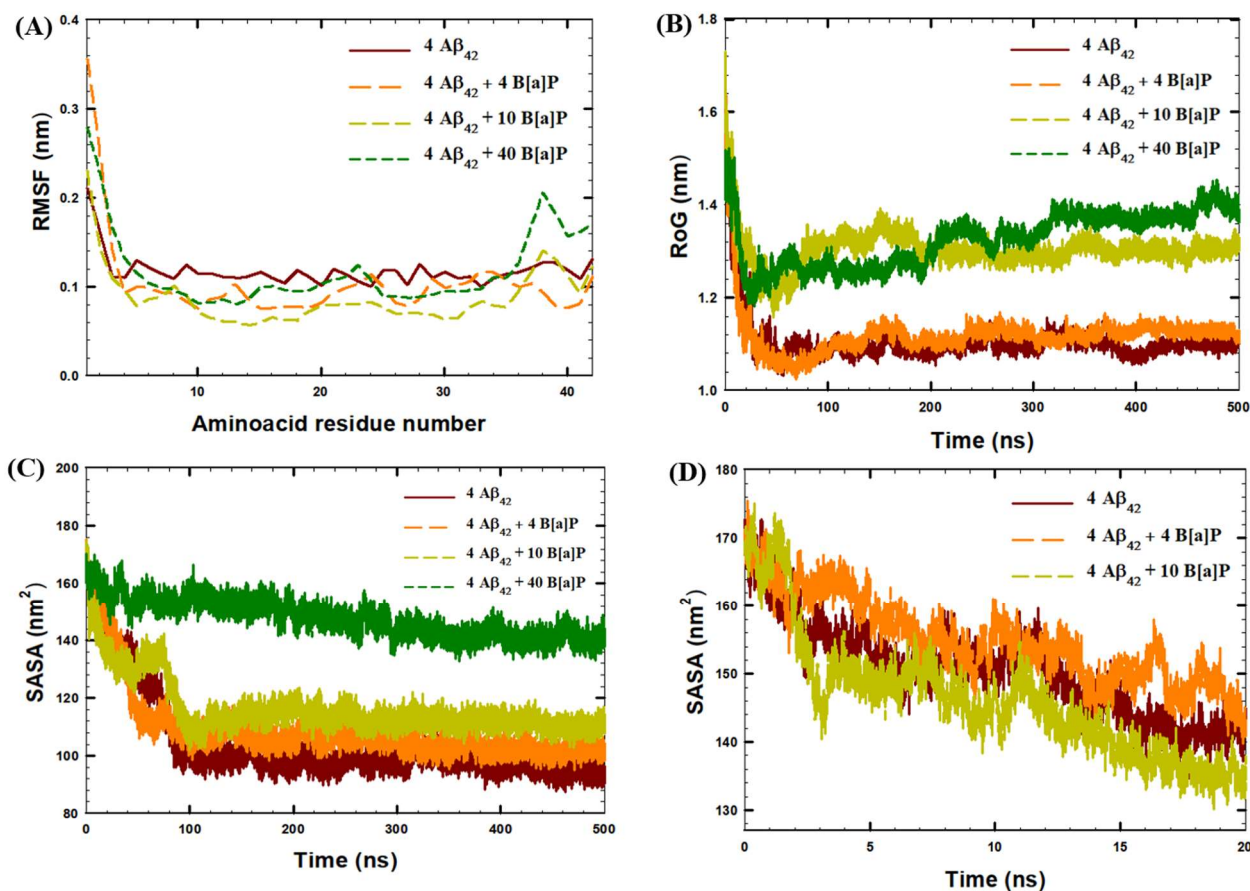 (A)
0.4
0.3
0.2
0.1
0.0
RMSF (nm)
4 Aβ42
4 Aβ42 + 4 B[a]P
4 Aβ42 + 10 B[a]P
4 Aβ42 + 40 B[a]P
10
20
30
40
Aminoacid residue number
(B)
1.8
1.6
1.4
1.2
1.0
RoG (nm)
4 Aβ42
4 Aβ42 + 4 B[a]P
4 Aβ42 + 10 B[a]P
4 Aβ42 + 40 B[a]P
0
100
200
300
400
500
Time (ns)
(C)
200
180
160
140
120
100
80
SASA (nm²)
4 Aβ42
4 Aβ42 + 4 B[a]P
4 Aβ42 + 10 B[a]P
4 Aβ42 + 40 B[a]P
0
100
200
300
400
500
Time (ns)
(D)
180
170
160
150
140
130
SASA (nm²)
4 Aβ42
4 Aβ42 + 4 B[a]P
4 Aβ42 + 10 B[a]P
0
5
10
15
20
Time (ns)